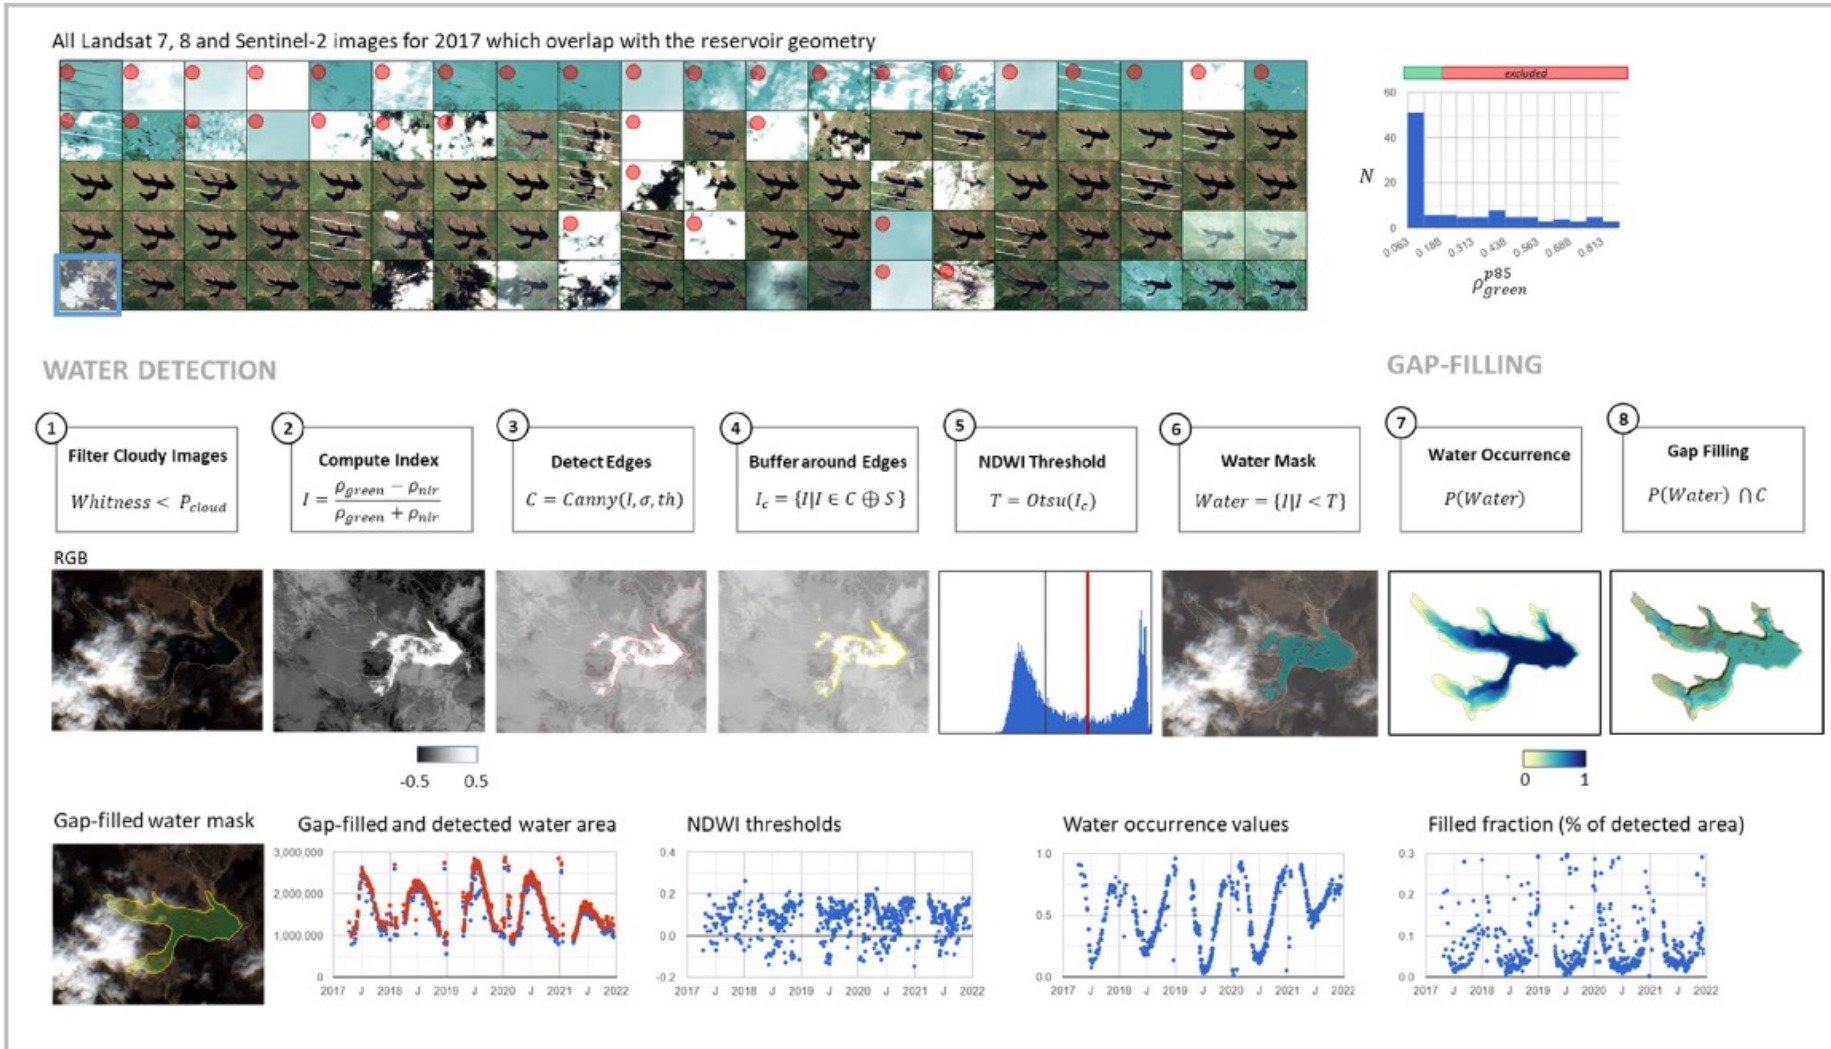 All Landsat 7, 8 and Sentinel-2 images for 2017 which overlap with the reservoir geometry
excluded
60
40
N
20
0
0.063 0.188 0.313 0.438 0.563 0.688 0.813
ρ_green^p85
WATER DETECTION
GAP-FILLING
1
Filter Cloudy Images
Whitness < P_cloud
2
Compute Index
I = (ρ_green − ρ_nir) / (ρ_green + ρ_nir)
3
Detect Edges
C = Canny(I, σ, th)
4
Buffer around Edges
I_c = {I|I ∈ C ⊕ S}
5
NDWI Threshold
T = Otsu(I_c)
6
Water Mask
Water = {I|I < T}
7
Water Occurrence
P(Water)
8
Gap Filling
P(Water) ⋂ C
RGB
-0.5 0.5
0 1
Gap-filled water mask
Gap-filled and detected water area
3,000,000
2,000,000
1,000,000
0
2017 J 2018 J 2019 J 2020 J 2021 J 2022
NDWI thresholds
0.4
0.2
0.0
-0.2
2017 J 2018 J 2019 J 2020 J 2021 J 2022
Water occurrence values
1.0
0.5
0.0
2017 J 2018 J 2019 J 2020 J 2021 J 2022
Filled fraction (% of detected area)
0.3
0.2
0.1
0.0
2017 J 2018 J 2019 J 2020 J 2021 J 2022